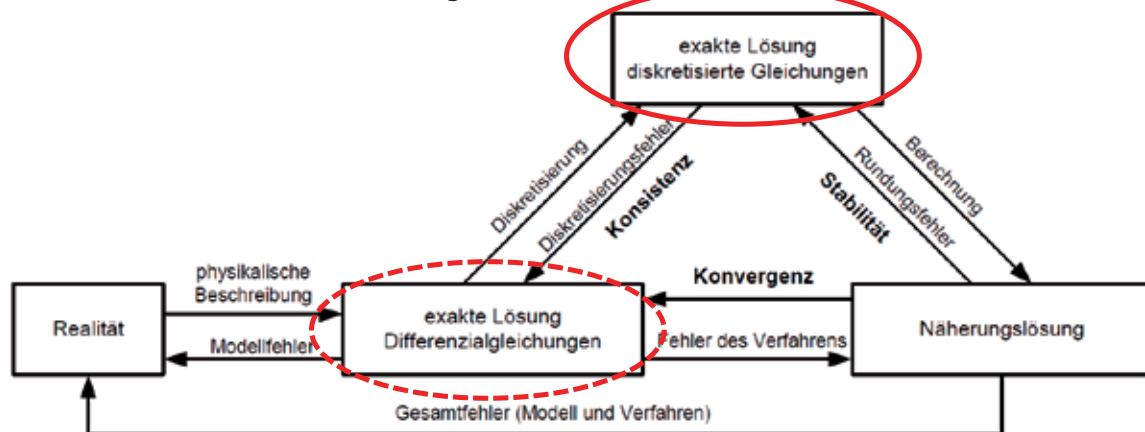 exakte Lösung
diskretisierte Gleichungen
Diskretisierung
Diskretisierungsfehler
Konsistenz
Stabilität
Rundungsfehler
Berechnung
physikalische
Beschreibung
Konvergenz
Realität
exakte Lösung
Differenzialgleichungen
Näherungslösung
Modellfehler
Fehler des Verfahrens
Gesamtfehler (Modell und Verfahren)